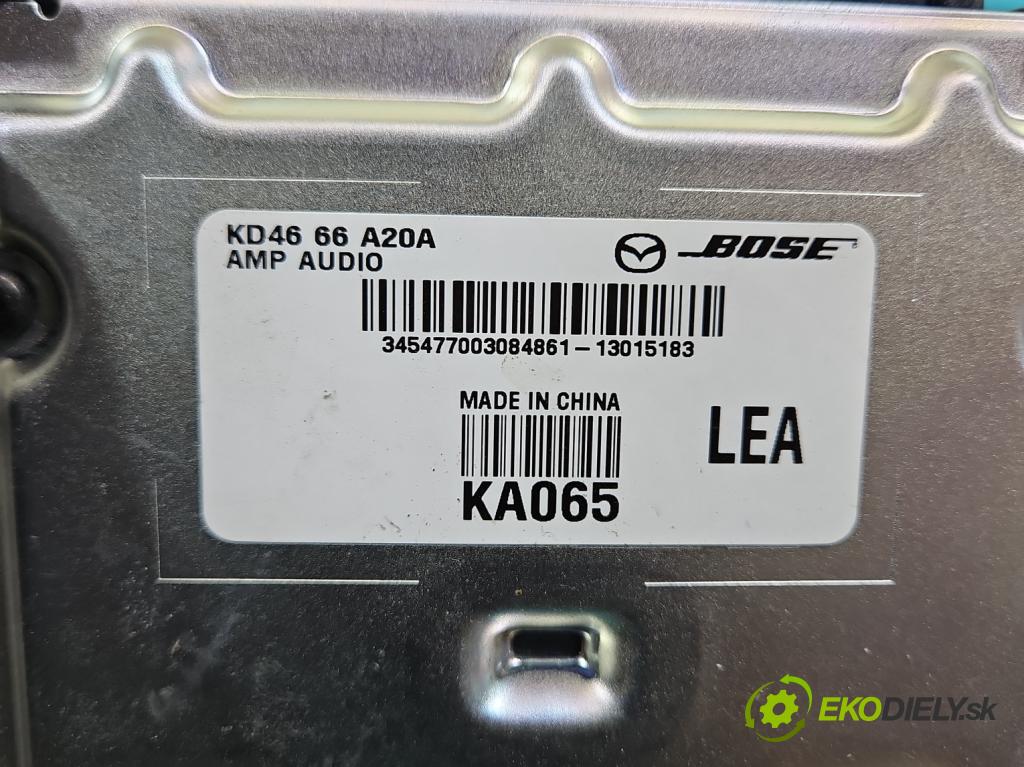 KD46 66 A20A
AMP AUDIO
BOSE
345477003084861-13015183
MADE IN CHINA
LEA
KA065
EKODIELY.sk